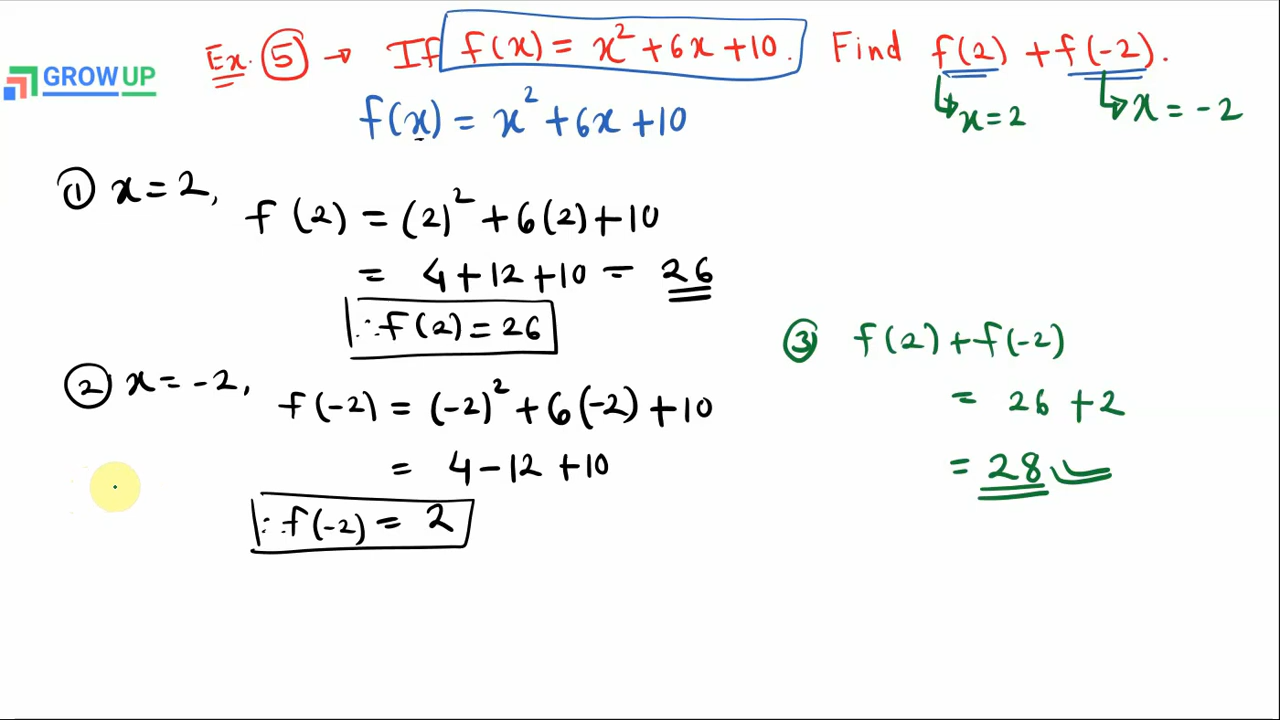 GROW UP
Ex. ⑤ → If f(x) = x² + 6x + 10. Find f(2) + f(-2).
↳ x = 2 ↳ x = -2
f(x) = x² + 6x + 10
① x = 2,
f(2) = (2)² + 6(2) + 10
= 4 + 12 + 10 = 26
∴ f(2) = 26
② x = -2,
f(-2) = (-2)² + 6(-2) + 10
= 4 - 12 + 10
∴ f(-2) = 2
③ f(2) + f(-2)
= 26 + 2
= 28